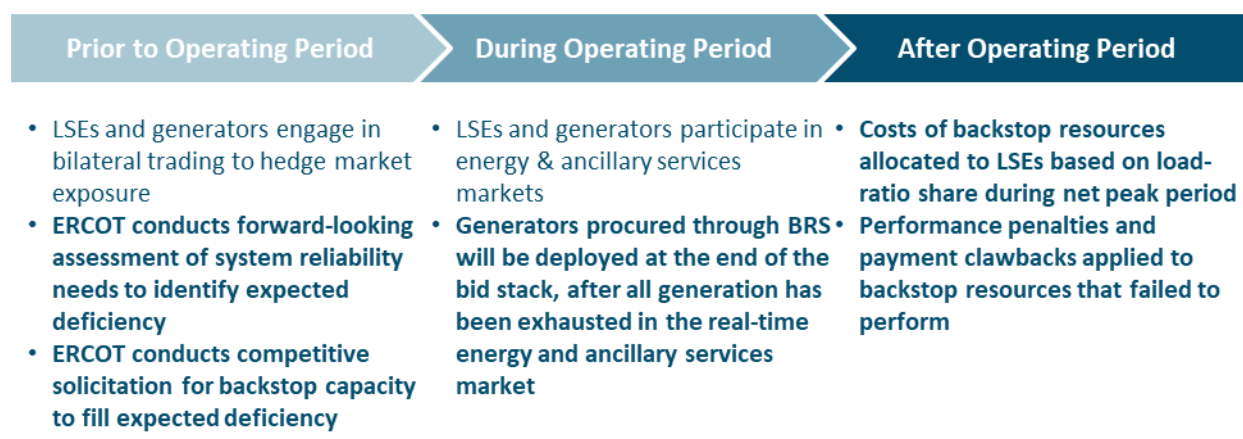 Prior to Operating Period
• LSEs and generators engage in
bilateral trading to hedge market
exposure
• ERCOT conducts forward-looking
assessment of system reliability
needs to identify expected
deficiency
• ERCOT conducts competitive
solicitation for backstop capacity
to fill expected deficiency
During Operating Period
• LSEs and generators participate in
energy & ancillary services
markets
• Generators procured through BRS
will be deployed at the end of the
bid stack, after all generation has
been exhausted in the real-time
energy and ancillary services
market
After Operating Period
• Costs of backstop resources
allocated to LSEs based on load-
ratio share during net peak period
• Performance penalties and
payment clawbacks applied to
backstop resources that failed to
perform